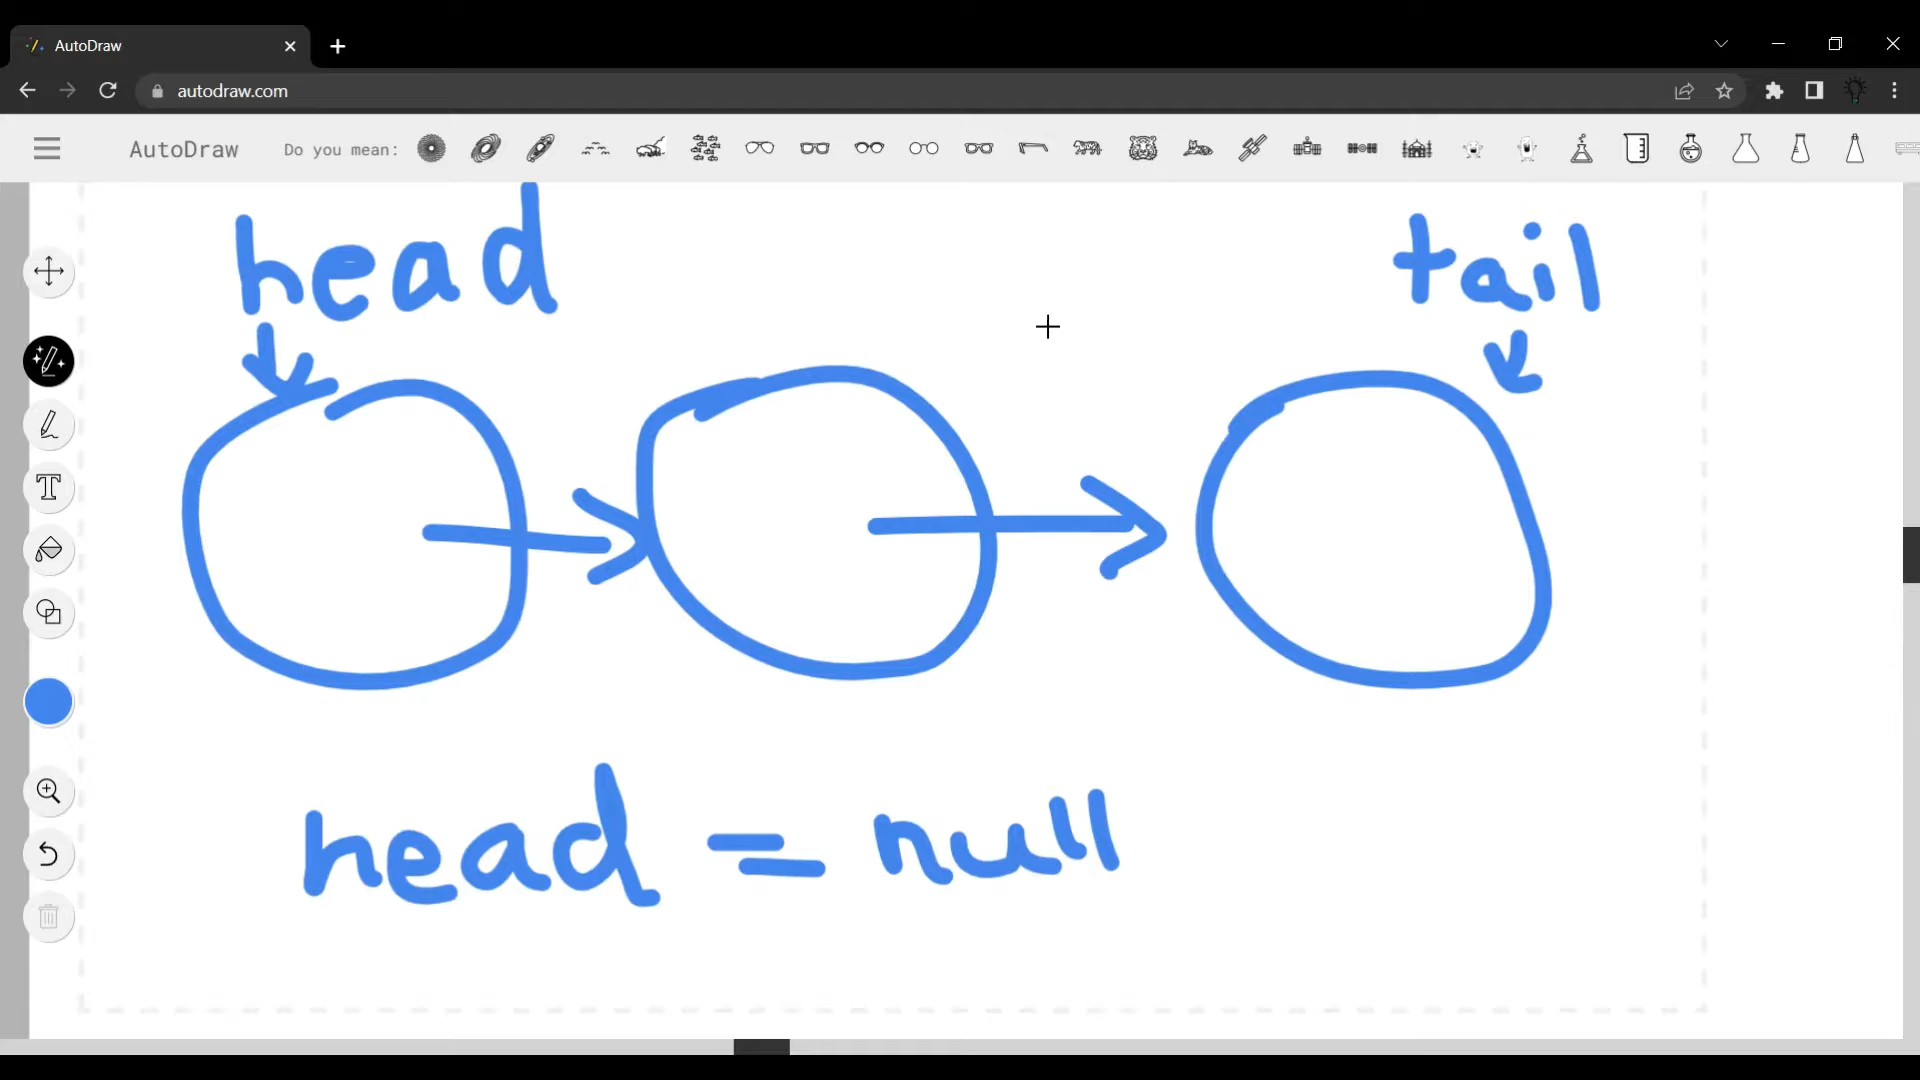 AutoDraw
autodraw.com
AutoDraw Do you mean:
head tail
head = null